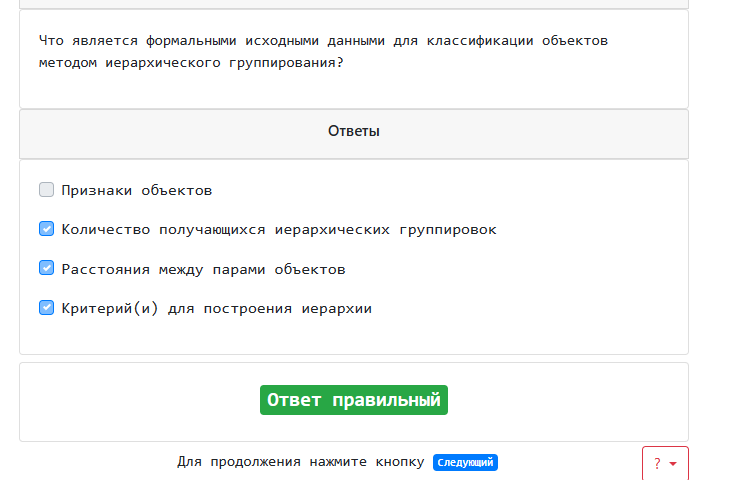 Что является формальными исходными данными для классификации объектов
методом иерархического группирования?
Ответы
Признаки объектов
Количество получающихся иерархических группировок
Расстояния между парами объектов
Критерий(и) для построения иерархии
Ответ правильный
Для продолжения нажмите кнопку Следующий
?